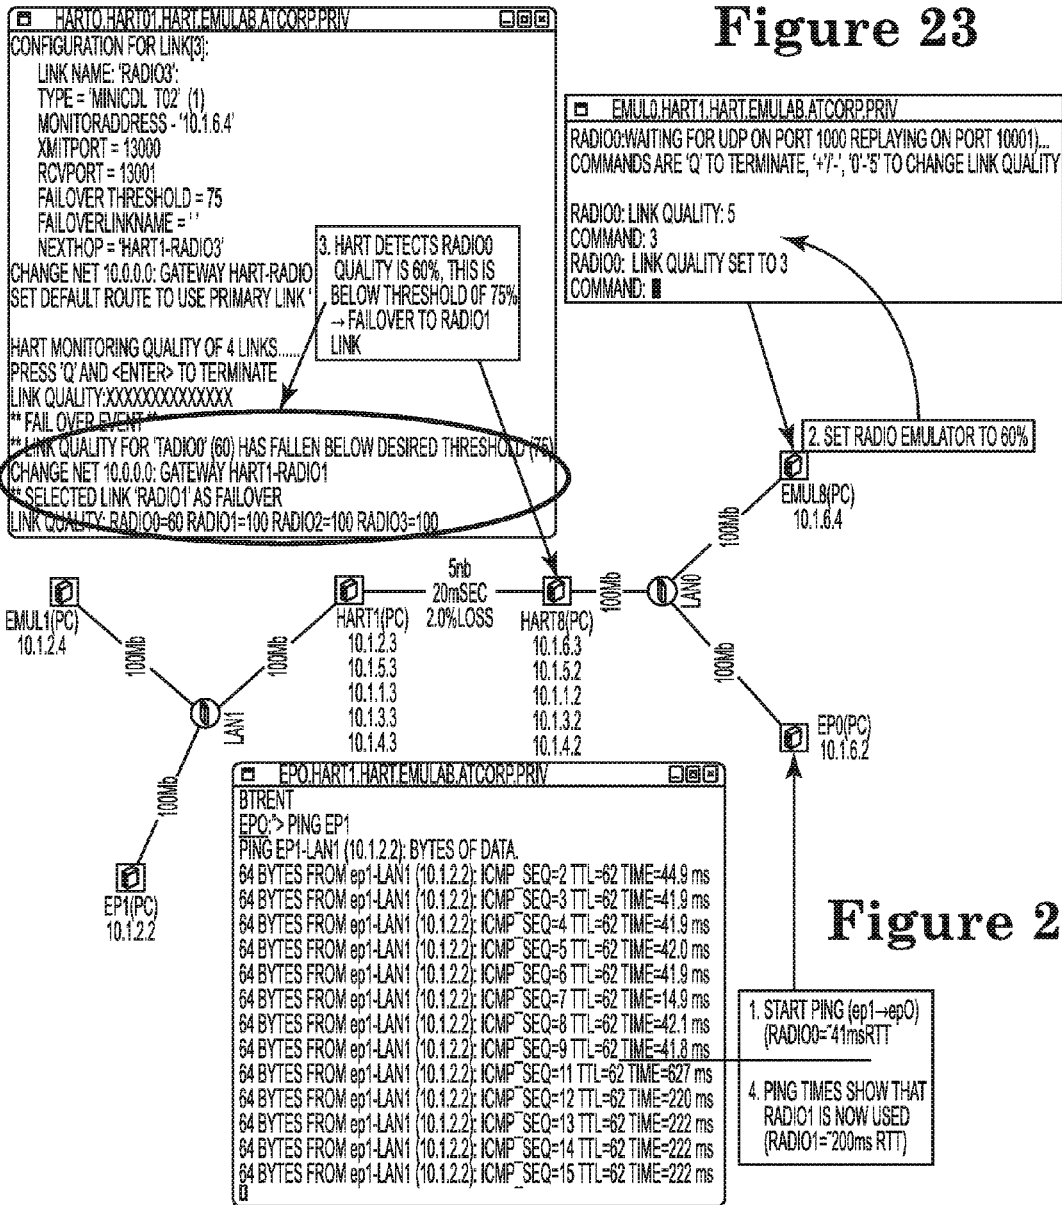 Figure 23
HARTO.HART01.HART.EMULAB.ATCORP.PRIV
CONFIGURATION FOR LINK[3]:
LINK NAME: 'RADIO3':
TYPE = 'MINICDL_T02' (1)
MONITORADDRESS - '10.1.6.4'
XMITPORT = 13000
RCVPORT = 13001
FAILOVER THRESHOLD = 75
FAILOVERLINKNAME = ' '
NEXTHOP = 'HART1-RADIO3'
CHANGE NET 10.0.0.0: GATEWAY HART-RADIO
SET DEFAULT ROUTE TO USE PRIMARY LINK '
HART MONITORING QUALITY OF 4 LINKS......
PRESS 'Q' AND <ENTER> TO TERMINATE
LINK QUALITY:XXXXXXXXXXXXXX
** FAIL OVER EVENT **
** LINK QUALITY FOR 'TADIO0' (60) HAS FALLEN BELOW DESIRED THRESHOLD (75)
CHANGE NET 10.0.0.0: GATEWAY HART1-RADIO1
** SELECTED LINK 'RADIO1' AS FAILOVER
LINK QUALITY: RADIO0=60 RADIO1=100 RADIO2=100 RADIO3=100
3. HART DETECTS RADIO0
QUALITY IS 60%, THIS IS
BELOW THRESHOLD OF 75%
→ FAILOVER TO RADIO1
LINK
EMUL0.HART1.HART.EMULAB.ATCORP.PRIV
RADIO0:WAITING FOR UDP ON PORT 1000 REPLAYING ON PORT 10001)...
COMMANDS ARE 'Q' TO TERMINATE, '+'/'-', '0'-'5' TO CHANGE LINK QUALITY
RADIO0: LINK QUALITY: 5
COMMAND: 3
RADIO0: LINK QUALITY SET TO 3
COMMAND:
2. SET RADIO EMULATOR TO 60%
EMUL8(PC)
10.1.6.4
100Mb
EMUL1(PC)
10.1.2.4
100Mb
100Mb
HART1(PC)
10.1.2.3
10.1.5.3
10.1.1.3
10.1.3.3
10.1.4.3
5nb
20mSEC
2.0%LOSS
HART8(PC)
10.1.6.3
10.1.5.2
10.1.1.2
10.1.3.2
10.1.4.2
100Mb
LAN0
100Mb
LAN1
EP0(PC)
10.1.6.2
100Mb
EP1(PC)
10.1.2.2
EPO.HART1.HART.EMULAB.ATCORP.PRIV
BTRENT
EPO:~> PING EP1
PING EP1-LAN1 (10.1.2.2): BYTES OF DATA.
64 BYTES FROM ep1-LAN1 (10.1.2.2): ICMP_SEQ=2 TTL=62 TIME=44.9 ms
64 BYTES FROM ep1-LAN1 (10.1.2.2): ICMP_SEQ=3 TTL=62 TIME=41.9 ms
64 BYTES FROM ep1-LAN1 (10.1.2.2): ICMP_SEQ=4 TTL=62 TIME=41.9 ms
64 BYTES FROM ep1-LAN1 (10.1.2.2): ICMP_SEQ=5 TTL=62 TIME=42.0 ms
64 BYTES FROM ep1-LAN1 (10.1.2.2): ICMP_SEQ=6 TTL=62 TIME=41.9 ms
64 BYTES FROM ep1-LAN1 (10.1.2.2): ICMP_SEQ=7 TTL=62 TIME=14.9 ms
64 BYTES FROM ep1-LAN1 (10.1.2.2): ICMP_SEQ=8 TTL=62 TIME=42.1 ms
64 BYTES FROM ep1-LAN1 (10.1.2.2): ICMP_SEQ=9 TTL=62 TIME=41.8 ms
64 BYTES FROM ep1-LAN1 (10.1.2.2): ICMP_SEQ=11 TTL=62 TIME=627 ms
64 BYTES FROM ep1-LAN1 (10.1.2.2): ICMP_SEQ=12 TTL=62 TIME=220 ms
64 BYTES FROM ep1-LAN1 (10.1.2.2): ICMP_SEQ=13 TTL=62 TIME=222 ms
64 BYTES FROM ep1-LAN1 (10.1.2.2): ICMP_SEQ=14 TTL=62 TIME=222 ms
64 BYTES FROM ep1-LAN1 (10.1.2.2): ICMP_SEQ=15 TTL=62 TIME=222 ms
Figure 2
1. START PING (ep1→ep0)
(RADIO0=~41msRTT
4. PING TIMES SHOW THAT
RADIO1 IS NOW USED
(RADIO1=~200ms RTT)